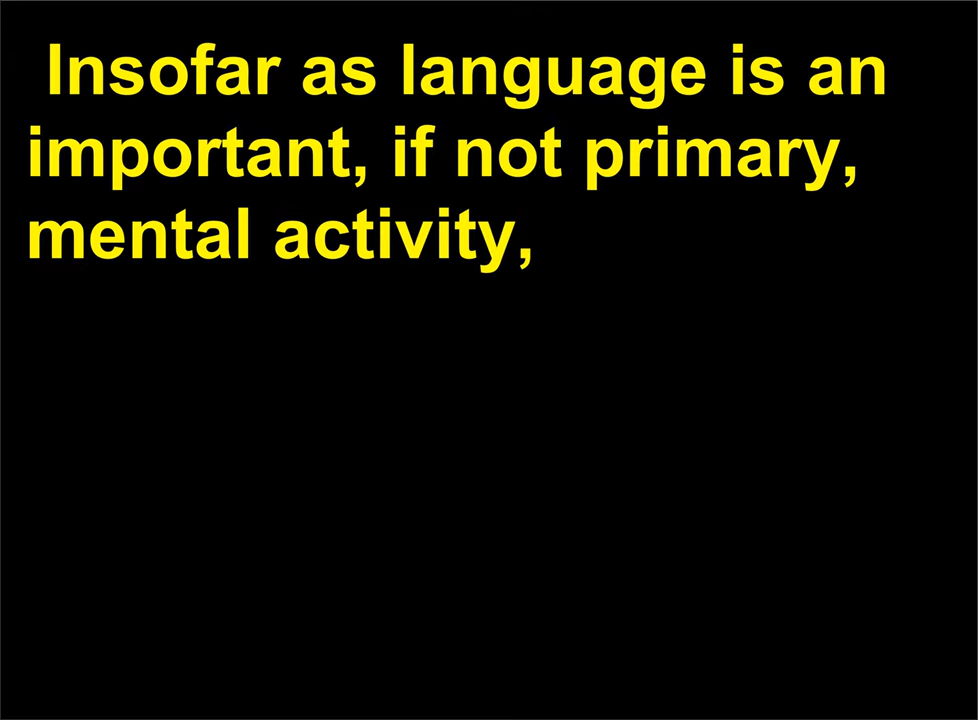 Insofar as language is an
important, if not primary,
mental activity,